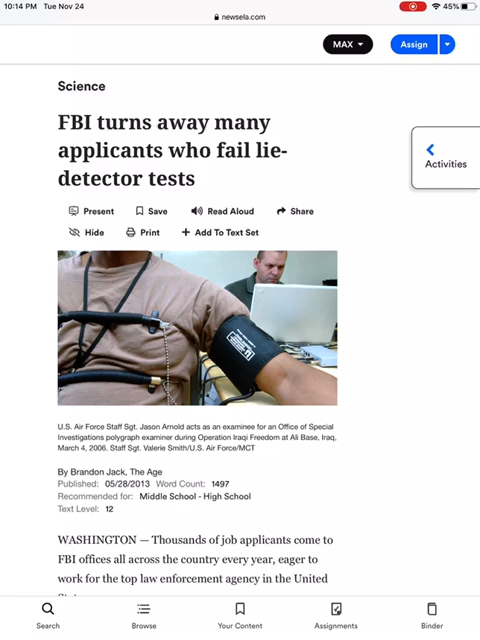 10:14 PM Tue Nov 24
45%
newsela.com
MAX
Assign
Science
FBI turns away many
applicants who fail lie-
detector tests
Activities
Present Save Read Aloud Share
Hide Print Add To Text Set
U.S. Air Force Staff Sgt. Jason Arnold acts as an examinee for an Office of Special
Investigations polygraph examiner during Operation Iraqi Freedom at Ali Base, Iraq,
March 4, 2006. Staff Sgt. Valerie Smith/U.S. Air Force/MCT
By Brandon Jack, The Age
Published: 05/28/2013 Word Count: 1497
Recommended for: Middle School - High School
Text Level: 12
WASHINGTON — Thousands of job applicants come to
FBI offices all across the country every year, eager to
work for the top law enforcement agency in the United
Search Browse Your Content Assignments Binder